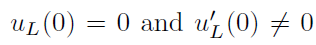 u_L(0) = 0 and u′_L(0) ≠ 0